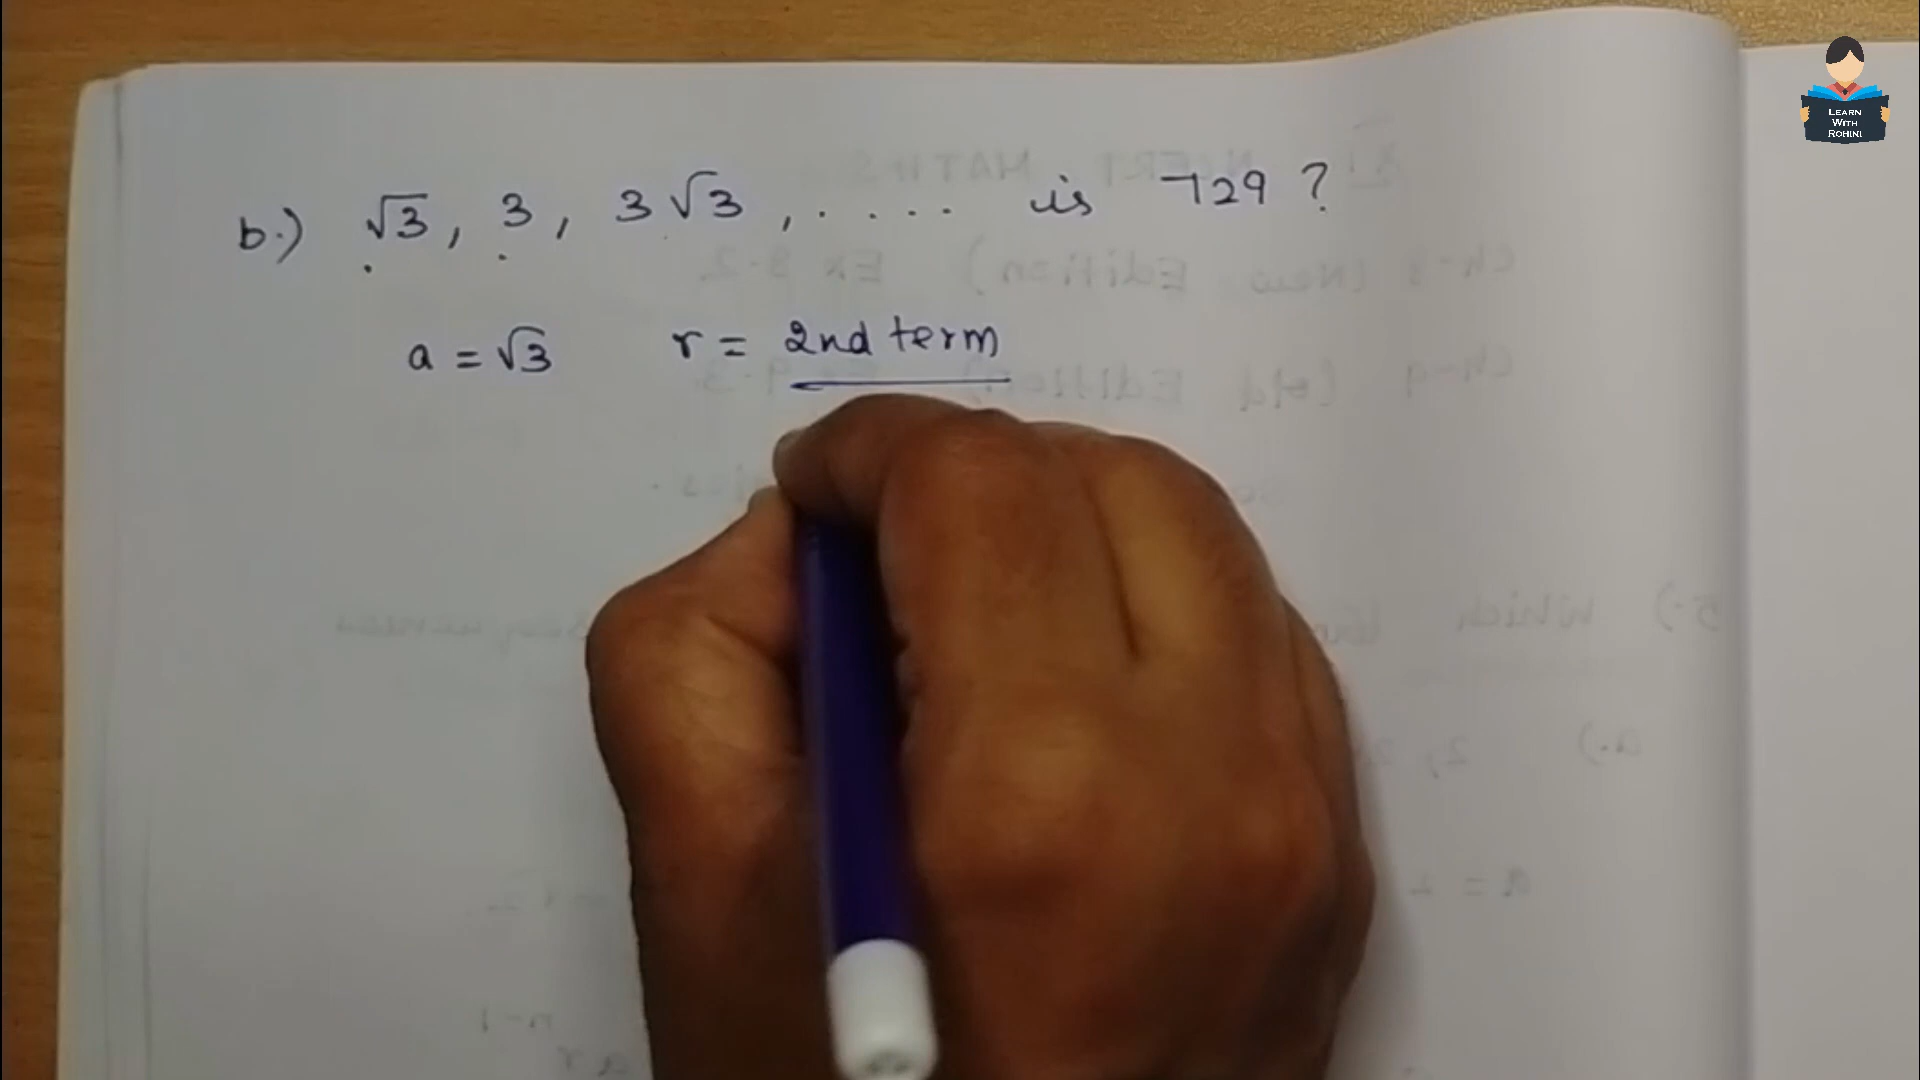 b.) √3, 3, 3√3, . . . . is 729 ?
a = √3 r = 2nd term
LEARN
WITH
ROHINI